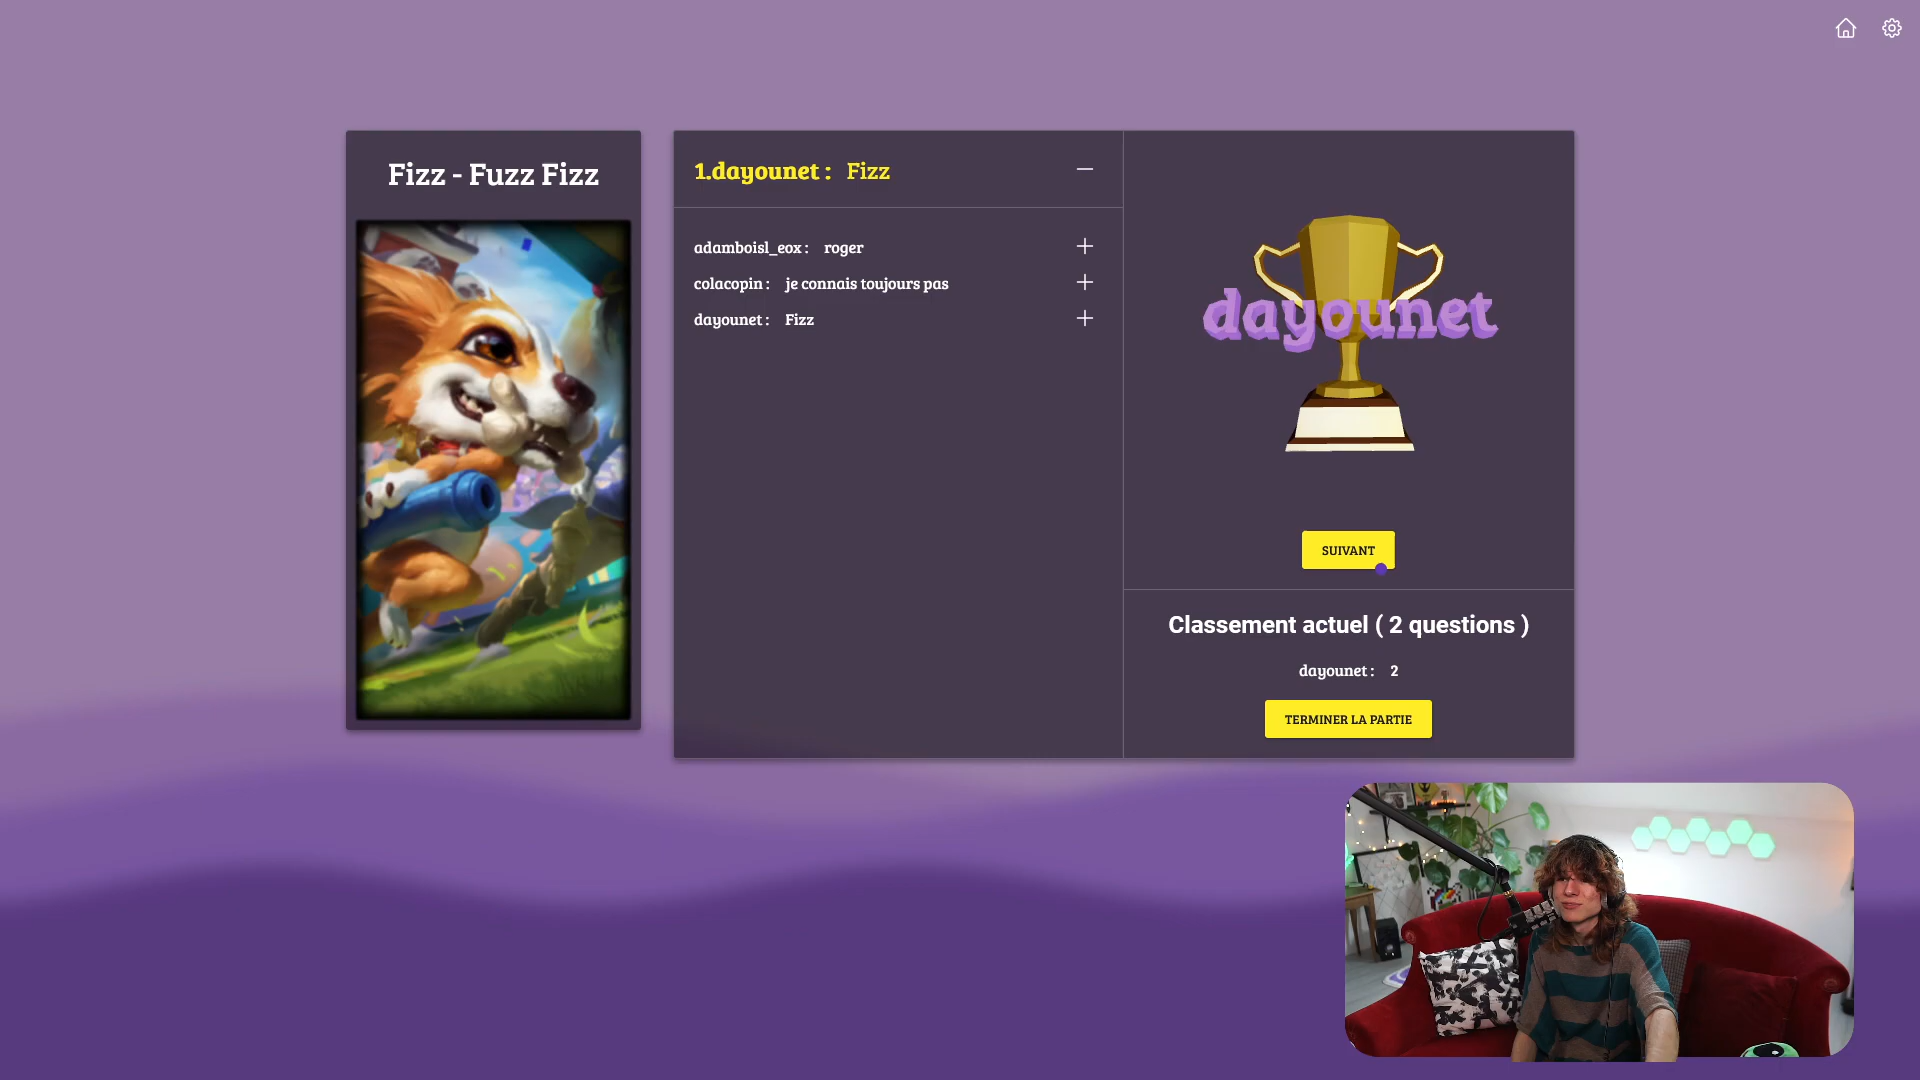 Fizz - Fuzz Fizz
1.dayounet : Fizz
adamboisl_eox : roger
colacopin : je connais toujours pas
dayounet : Fizz
dayounet
SUIVANT
Classement actuel ( 2 questions )
dayounet : 2
TERMINER LA PARTIE